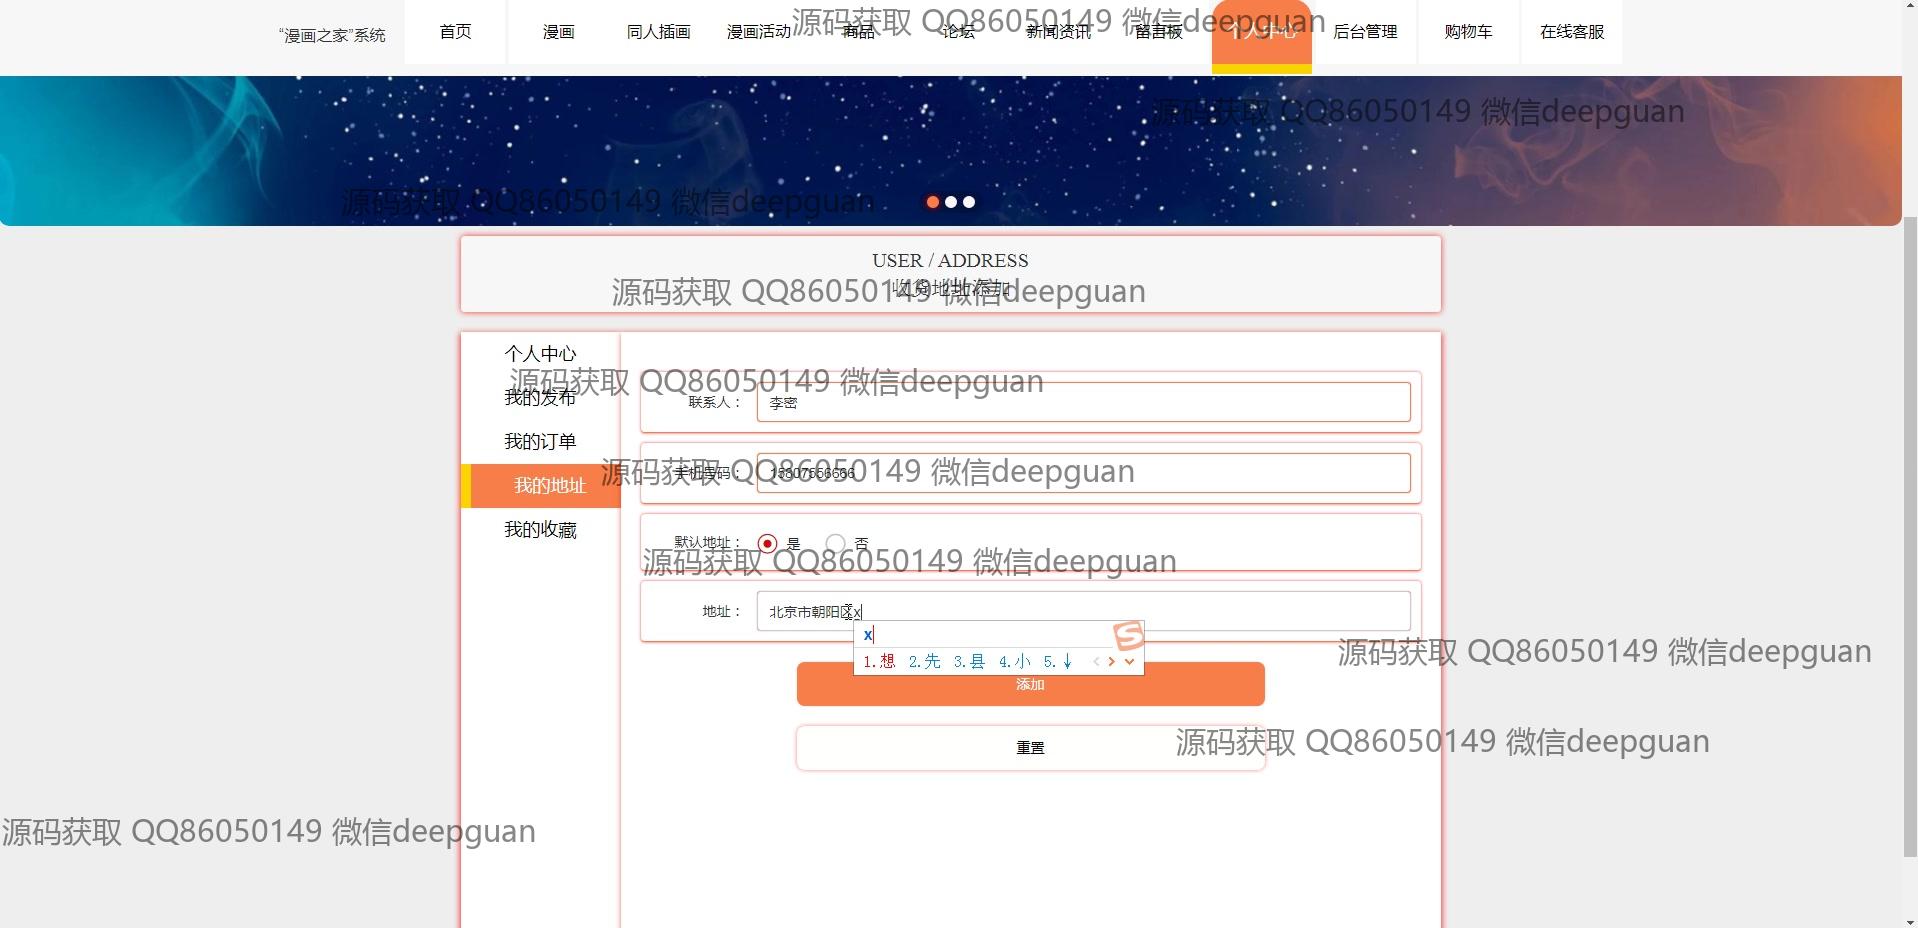 “漫画之家”系统
首页
漫画
同人插画
漫画活动
商品
论坛
新闻资讯
留言板
个人中心
后台管理
购物车
在线客服
源码获取 QQ86050149 微信deepguan
源码获取 QQ86050149 微信deepguan
源码获取 QQ86050149 微信deepguan
USER / ADDRESS
收货地址添加
源码获取 QQ86050149 微信deepguan
个人中心
我的发布
我的订单
我的地址
我的收藏
源码获取 QQ86050149 微信deepguan
联系人：
李密
手机号码：
源码获取 QQ86050149 微信deepguan
默认地址：
是
否
源码获取 QQ86050149 微信deepguan
地址：
北京市朝阳区x
x
1.想 2.先 3.县 4.小 5.↓
源码获取 QQ86050149 微信deepguan
添加
重置
源码获取 QQ86050149 微信deepguan
源码获取 QQ86050149 微信deepguan